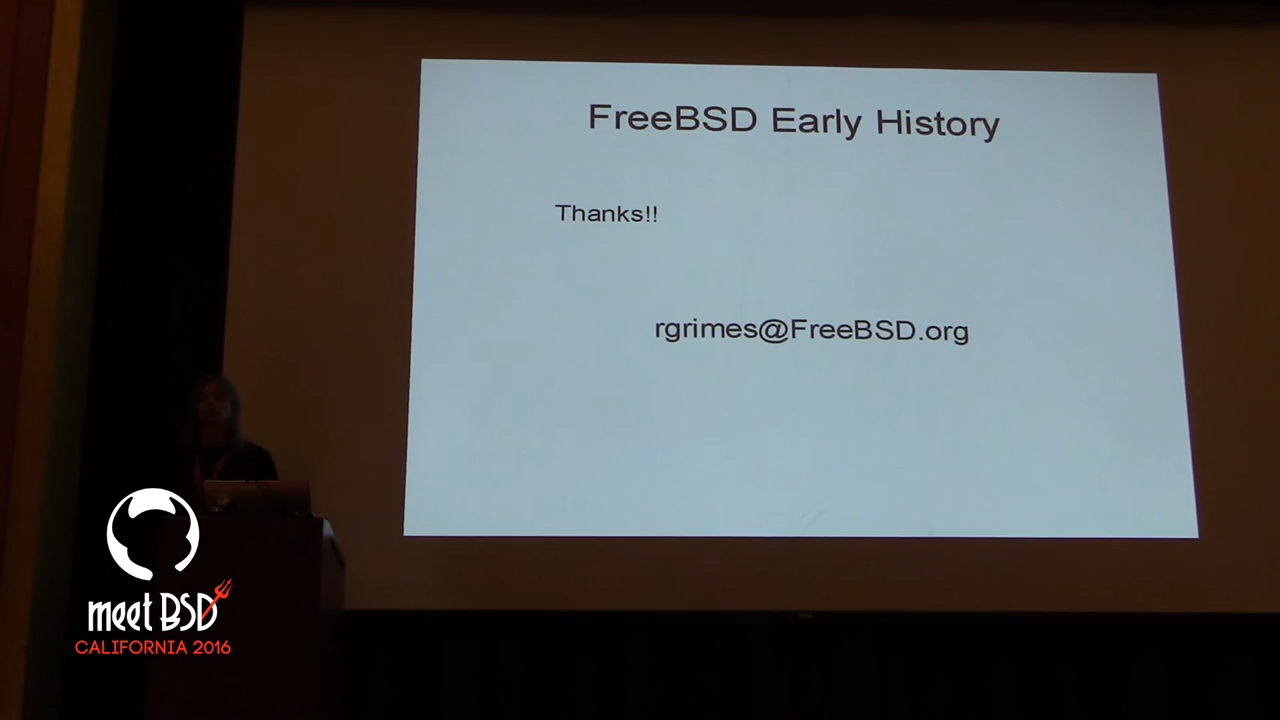 FreeBSD Early History
Thanks!!
rgrimes@FreeBSD.org
meet BSD
CALIFORNIA 2016